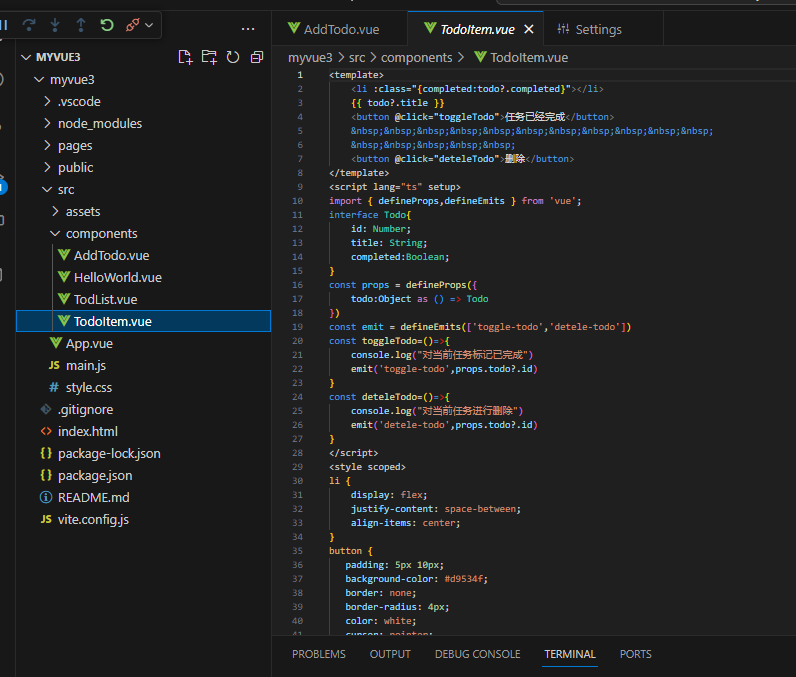 AddTodo.vue
TodoItem.vue
Settings
MYVUE3
myvue3 > src > components > TodoItem.vue
myvue3
.vscode
node_modules
pages
public
src
assets
components
AddTodo.vue
HelloWorld.vue
TodList.vue
TodoItem.vue
App.vue
JS main.js
# style.css
.gitignore
<> index.html
{} package-lock.json
{} package.json
README.md
JS vite.config.js
1 <template>
2 <li :class="{completed:todo?.completed}"></li>
3 {{ todo?.title }}
4 <button @click="toggleTodo">任务已经完成</button>
5 &nbsp;&nbsp;&nbsp;&nbsp;&nbsp;&nbsp;&nbsp;&nbsp;&nbsp;&nbsp;&nbsp;
6 &nbsp;&nbsp;&nbsp;&nbsp;&nbsp;
7 <button @click="deteleTodo">删除</button>
8 </template>
9 <script lang="ts" setup>
10 import { defineProps,defineEmits } from 'vue';
11 interface Todo{
12 id: Number;
13 title: String;
14 completed:Boolean;
15 }
16 const props = defineProps({
17 todo:Object as () => Todo
18 })
19 const emit = defineEmits(['toggle-todo','detele-todo'])
20 const toggleTodo=()=>{
21 console.log("对当前任务标记已完成")
22 emit('toggle-todo',props.todo?.id)
23 }
24 const deteleTodo=()=>{
25 console.log("对当前任务进行删除")
26 emit('detele-todo',props.todo?.id)
27 }
28 </script>
29 <style scoped>
30 li {
31 display: flex;
32 justify-content: space-between;
33 align-items: center;
34 }
35 button {
36 padding: 5px 10px;
37 background-color: #d9534f;
38 border: none;
39 border-radius: 4px;
40 color: white;
41 cursor: pointer;
PROBLEMS
OUTPUT
DEBUG CONSOLE
TERMINAL
PORTS